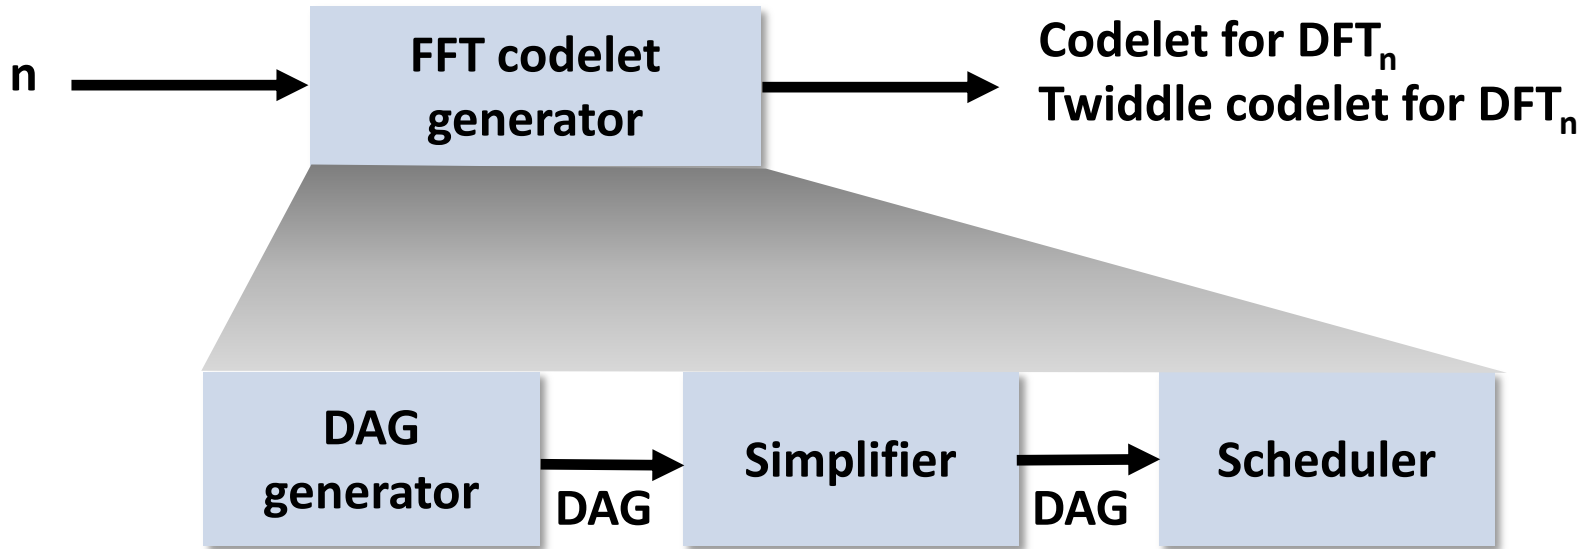 n
FFT codelet
generator
Codelet for DFTn
Twiddle codelet for DFTn
DAG
generator
DAG
Simplifier
DAG
Scheduler